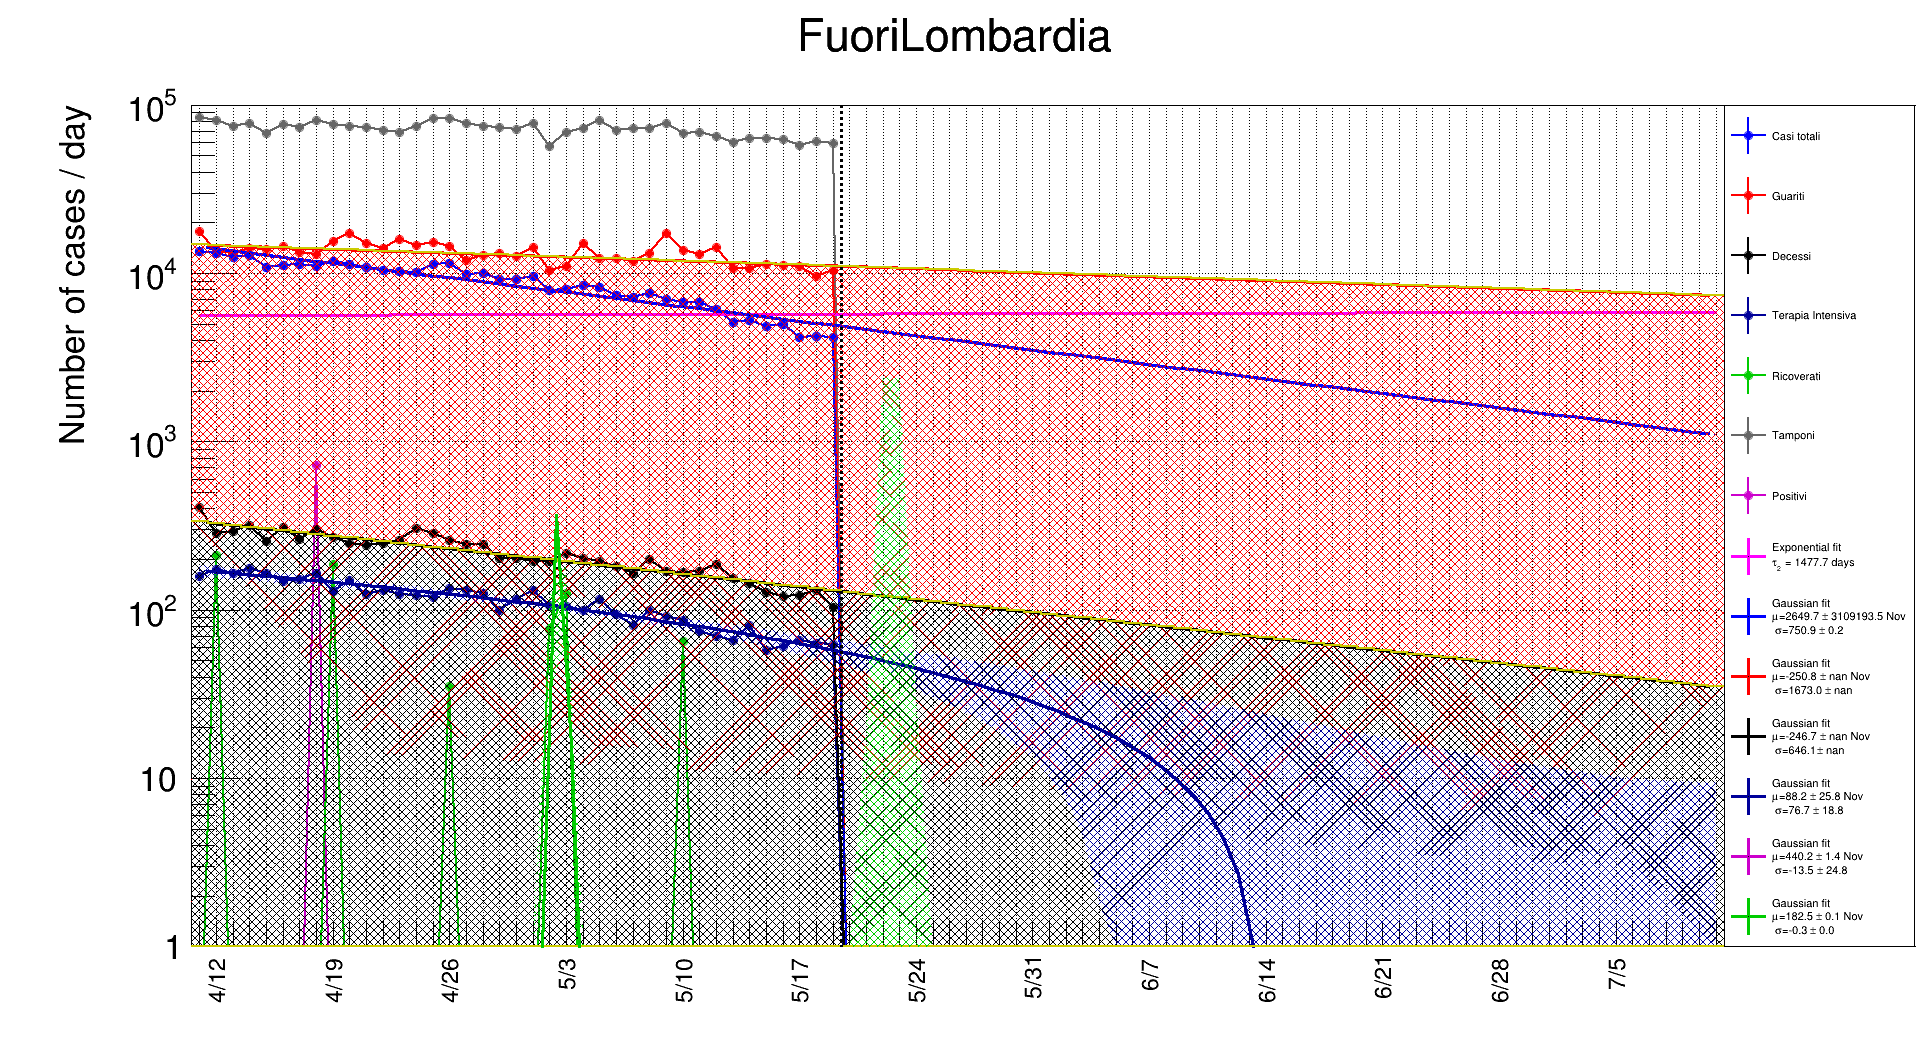 FuoriLombardia
Number of cases / day
10^5
10^4
10^3
10^2
10
1
4/12
4/19
4/26
5/3
5/10
5/17
5/24
5/31
6/7
6/14
6/21
6/28
7/5
Casi totali
Guariti
Decessi
Terapia Intensiva
Ricoverati
Tamponi
Positivi
Exponential fit
τ_2 = 1477.7 days
Gaussian fit
μ=2649.7 ± 3109193.5 Nov
σ=750.9 ± 0.2
Gaussian fit
μ=-250.8 ± nan Nov
σ=1673.0 ± nan
Gaussian fit
μ=-246.7 ± nan Nov
σ=646.1 ± nan
Gaussian fit
μ=88.2 ± 25.8 Nov
σ=76.7 ± 18.8
Gaussian fit
μ=440.2 ± 1.4 Nov
σ=-13.5 ± 24.8
Gaussian fit
μ=182.5 ± 0.1 Nov
σ=-0.3 ± 0.0